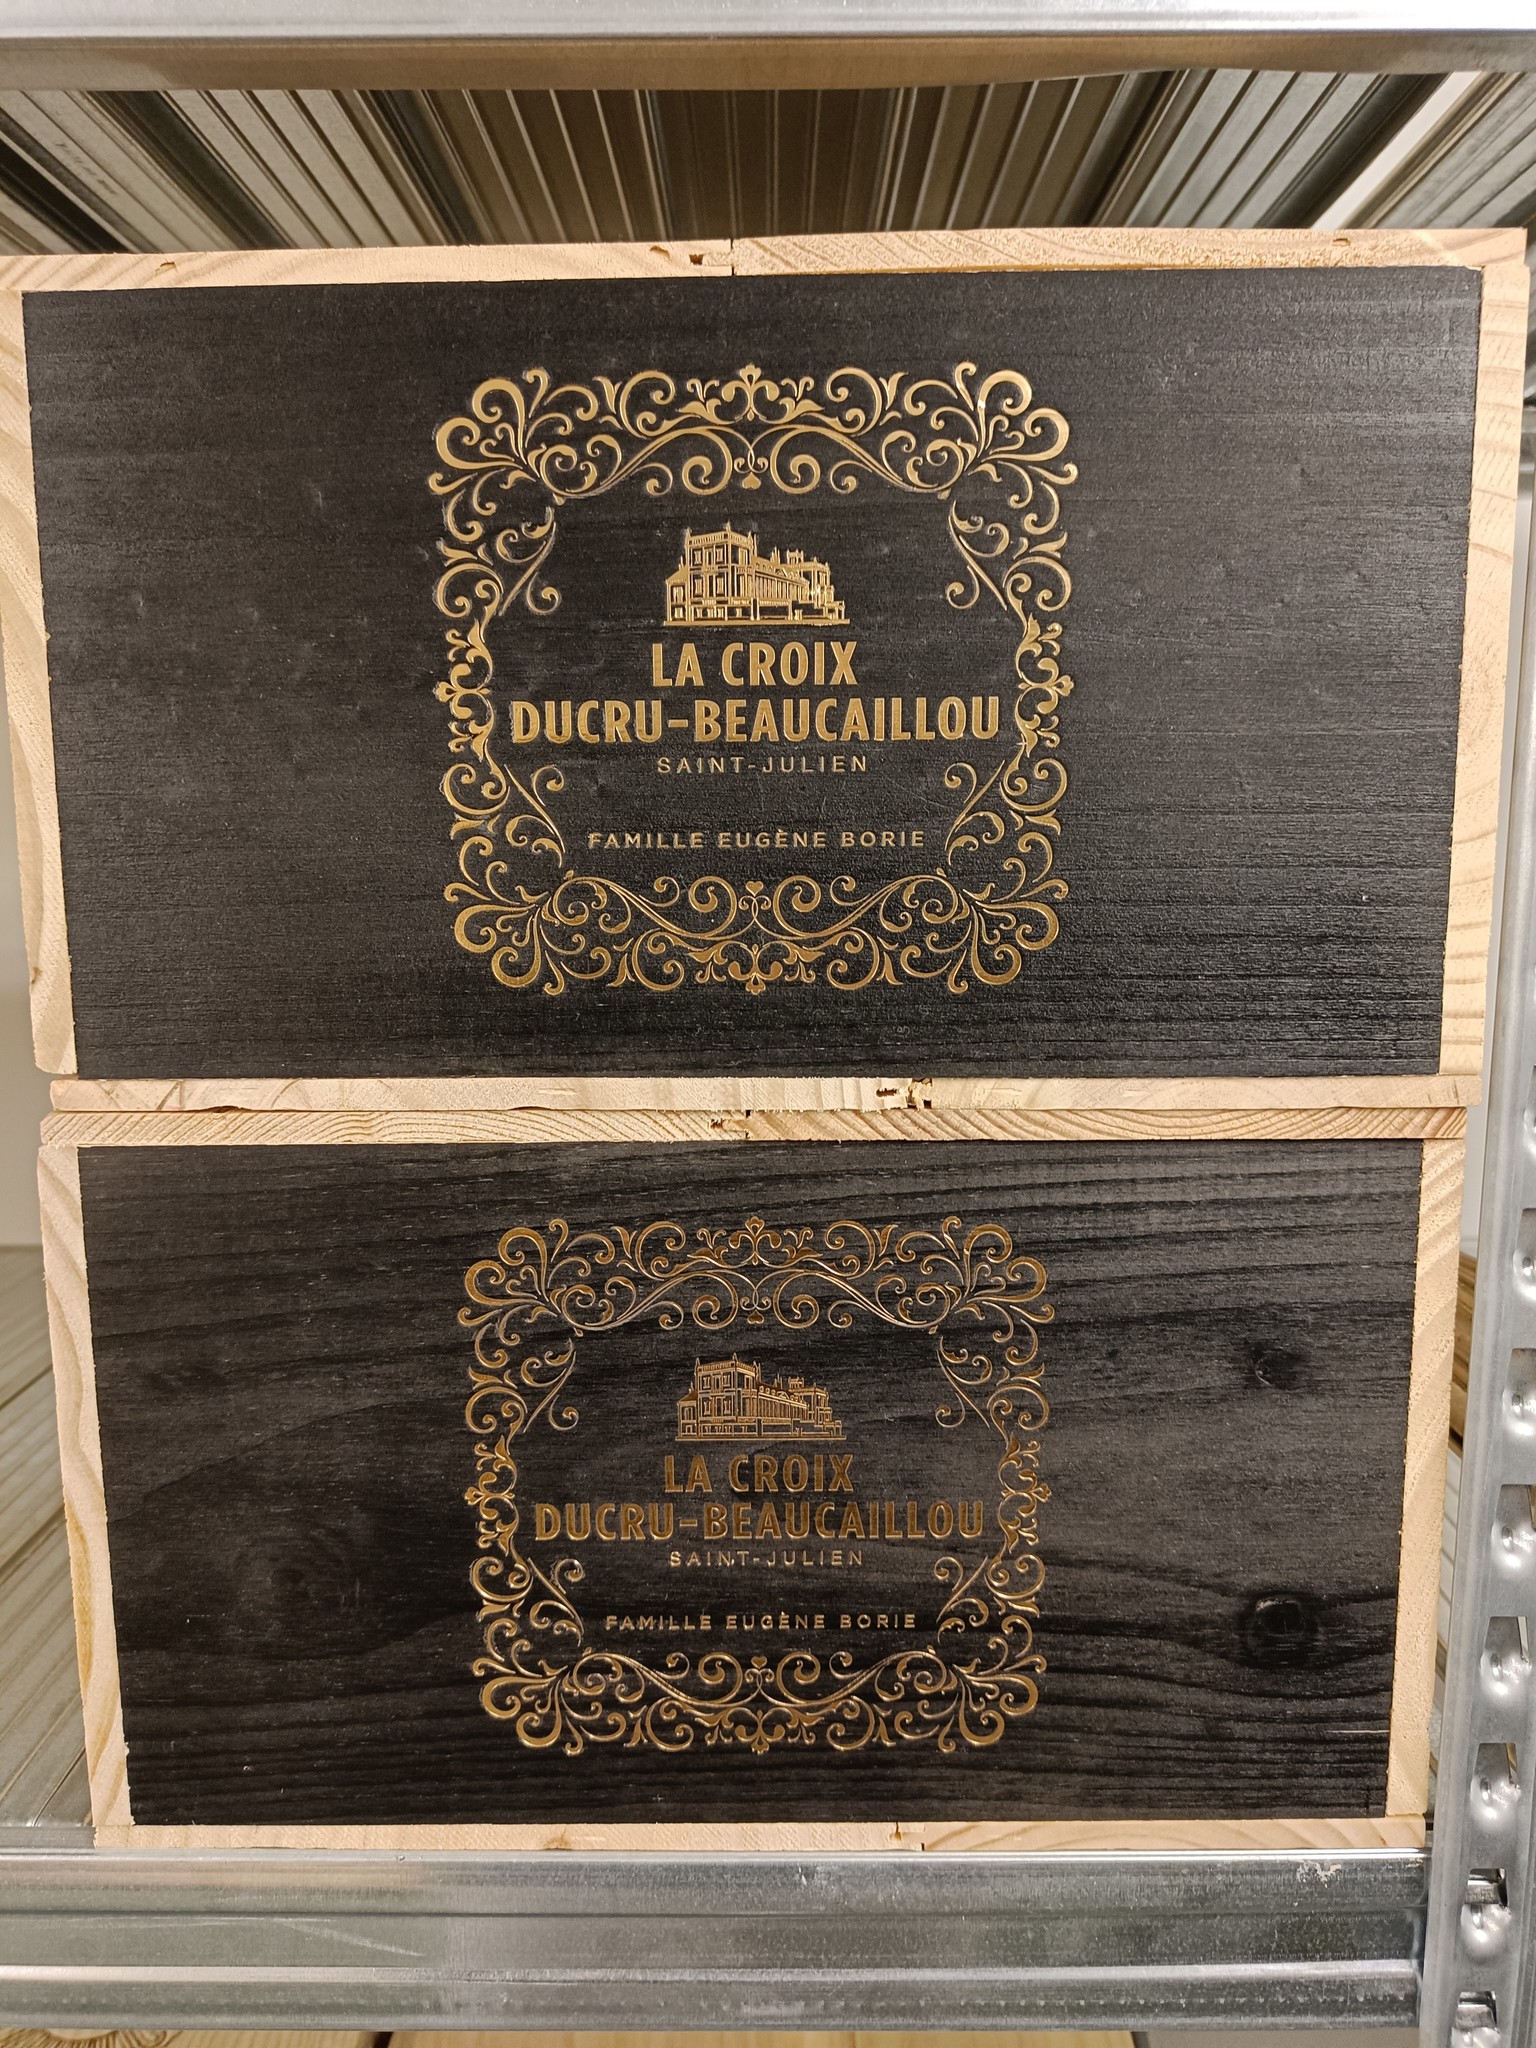 LA CROIX
DUCRU-BEAUCAILLOU
SAINT-JULIEN
FAMILLE EUGÈNE BORIE
LA CROIX
DUCRU-BEAUCAILLOU
SAINT-JULIEN
FAMILLE EUGÈNE BORIE